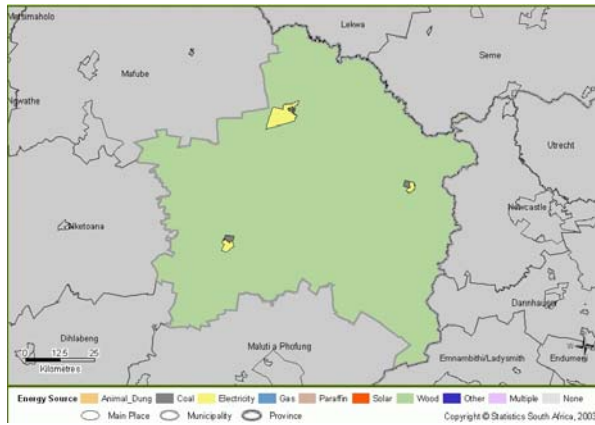 Metsimaholo
Lekwa
Seme
Mafube
Ngwathe
Utrecht
Newcastle
Nketoana
Dannhauser
Dihlabeng
Maluti a Phofung
Emnambithi/Ladysmith
Endumeni
0 12.5 25
Kilometres
Energy Source Animal_Dung Coal Electricity Gas Paraffin Solar Wood Other Multiple None
Main Place Municipality Province Copyright © Statistics South Africa, 2003